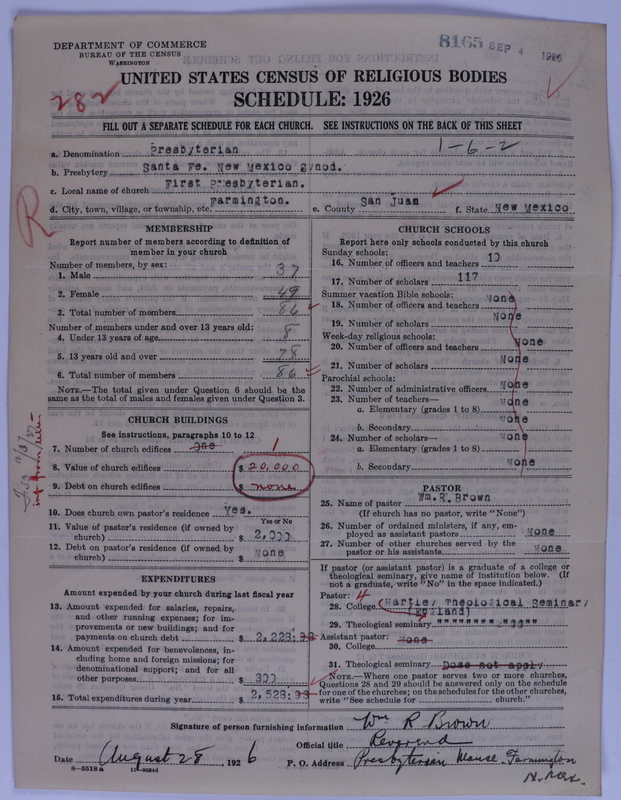 DEPARTMENT OF COMMERCE
BUREAU OF THE CENSUS
WASHINGTON
8165 SEP 4 1926
UNITED STATES CENSUS OF RELIGIOUS BODIES
282
SCHEDULE: 1926
FILL OUT A SEPARATE SCHEDULE FOR EACH CHURCH. SEE INSTRUCTIONS ON THE BACK OF THIS SHEET
1-6-2
a. Denomination Presbyterian
b. Presbytery Santa Fe. New Mexico Synod.
c. Local name of church First Presbyterian.
d. City, town, village, or township, etc. Farmington. e. County San Juan f. State New Mexico
R
MEMBERSHIP
Report number of members according to definition of member in your church
Number of members, by sex:
1. Male 37
2. Female 49
3. Total number of members 86
Number of members under and over 13 years old:
4. Under 13 years of age 8
5. 13 years old and over 78
6. Total number of members 86
NOTE.—The total given under Question 6 should be the same as the total of males and females given under Question 3.
CHURCH BUILDINGS
See instructions, paragraphs 10 to 12
7. Number of church edifices one 1
8. Value of church edifices $ 20,000
9. Debt on church edifices $ none
10. Does church own pastor's residence Yes.
Yes or No
11. Value of pastor's residence (if owned by church) $ 2,000
12. Debt on pastor's residence (if owned by church) $ None
EXPENDITURES
Amount expended by your church during last fiscal year
13. Amount expended for salaries, repairs, and other running expenses; for improvements or new buildings; and for payments on church debt $ 2,223:33
14. Amount expended for benevolences, including home and foreign missions; for denominational support; and for all other purposes $ 300
15. Total expenditures during year $ 2,523:33
CHURCH SCHOOLS
Report here only schools conducted by this church
Sunday schools:
16. Number of officers and teachers 10
17. Number of scholars 117
Summer vacation Bible schools:
18. Number of officers and teachers None
19. Number of scholars None
Week-day religious schools:
20. Number of officers and teachers None
21. Number of scholars None
Parochial schools:
22. Number of administrative officers None
23. Number of teachers—
a. Elementary (grades 1 to 8) None
b. Secondary None
24. Number of scholars—
a. Elementary (grades 1 to 8) None
b. Secondary None
PASTOR
25. Name of pastor Wm. R. Brown
(If church has no pastor, write "None")
26. Number of ordained ministers, if any, employed as assistant pastors None
27. Number of other churches served by the pastor or his assistants None
If pastor (or assistant pastor) is a graduate of a college or theological seminary, give name of institution below. (If not a graduate, write "No" in the space indicated.)
Pastor: 4
28. College (Hartley Theological Seminary
(England)
29. Theological seminary
Assistant pastor: None
30. College
31. Theological seminary Dose not apply
NOTE.—Where one pastor serves two or more churches, Questions 28 and 29 should be answered only on the schedule for one of the churches; on the schedules for the other churches, write "See schedule for church."
Signature of person furnishing information Wm R Brown
Official title Reverend
Date August 28, 1926 P. O. Address Presbyterian Manse. Farmington
N. Mex.
8—5518 a